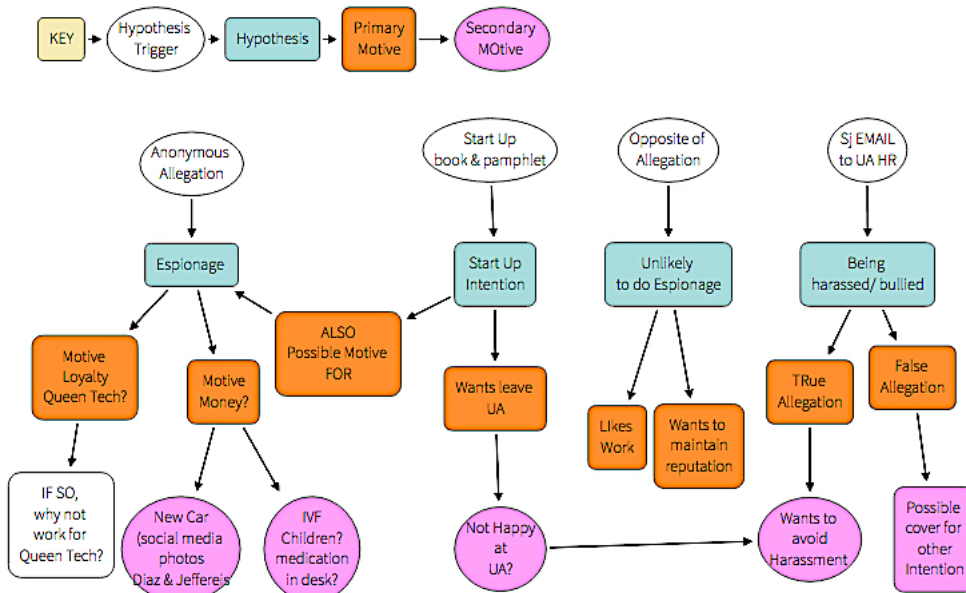 KEY
Hypothesis
Trigger
Hypothesis
Primary
Motive
Secondary
MOtive
Anonymous
Allegation
Start Up
book & pamphlet
Opposite of
Allegation
Sj EMAIL
to UA HR
Espionage
Start Up
Intention
Unlikely
to do Espionage
Being
harassed/ bullied
Motive
Loyalty
Queen Tech?
Motive
Money?
ALSO
Possible Motive
FOR
Wants leave
UA
LIkes
Work
Wants to
maintain
reputation
TRue
Allegation
False
Allegation
IF SO,
why not
work for
Queen Tech?
New Car
(social media
photos
Diaz & Jeffereis
IVF
Children?
medication
in desk?
Not Happy
at
UA?
Wants to
avoid
Harassment
Possible
cover for
other
Intention